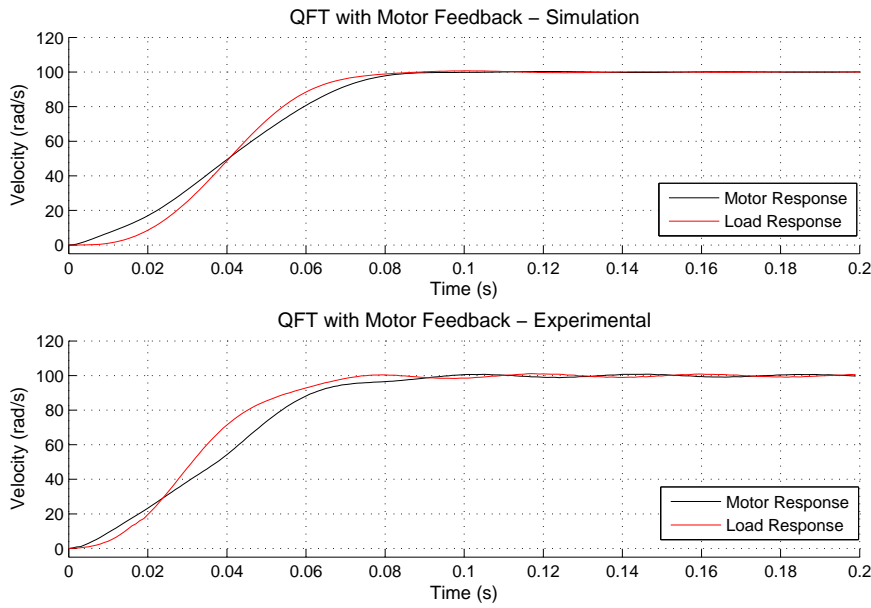 QFT with Motor Feedback – Simulation
120
100
80
60
40
20
0
Velocity (rad/s)
0 0.02 0.04 0.06 0.08 0.1 0.12 0.14 0.16 0.18 0.2
Time (s)
Motor Response
Load Response
QFT with Motor Feedback – Experimental
120
100
80
60
40
20
0
Velocity (rad/s)
0 0.02 0.04 0.06 0.08 0.1 0.12 0.14 0.16 0.18 0.2
Time (s)
Motor Response
Load Response